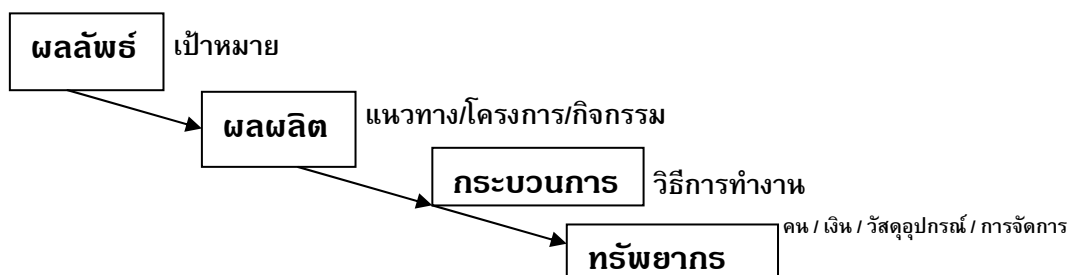 ผลลัพธ์ เป้าหมาย
ผลผลิต แนวทาง/โครงการ/กิจกรรม
กระบวนการ วิธีการทำงาน
ทรัพยากร คน / เงิน / วัสดุอุปกรณ์ / การจัดการ